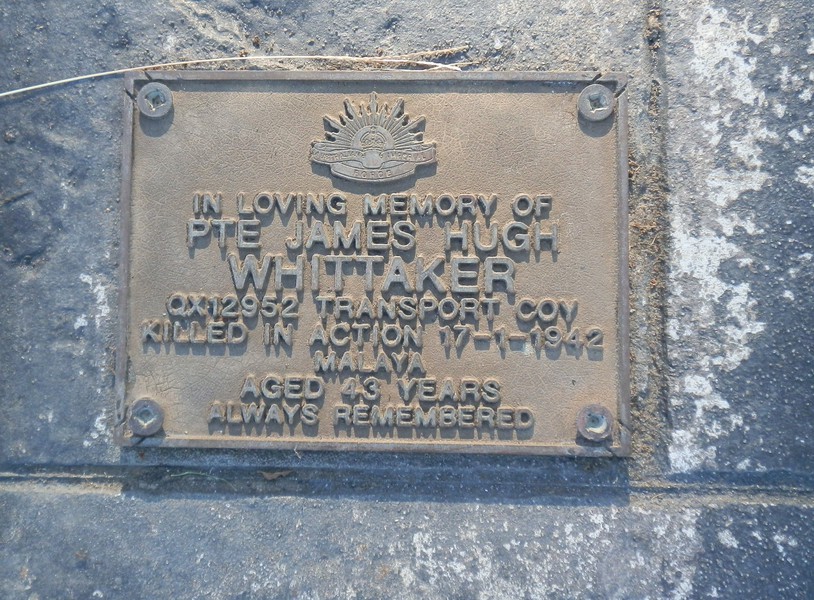 IN LOVING MEMORY OF
PTE JAMES HUGH
WHITTAKER
QX12952 TRANSPORT COY
KILLED IN ACTION 17-1-1942
MALAYA
AGED 43 YEARS
ALWAYS REMEMBERED